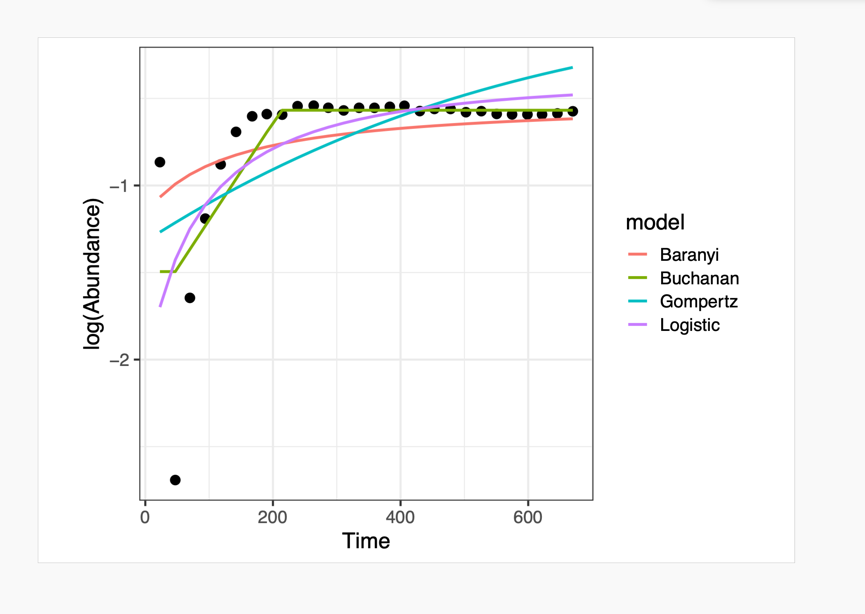 log(Abundance)
−1
−2
0 200 400 600
Time
model
Baranyi
Buchanan
Gompertz
Logistic